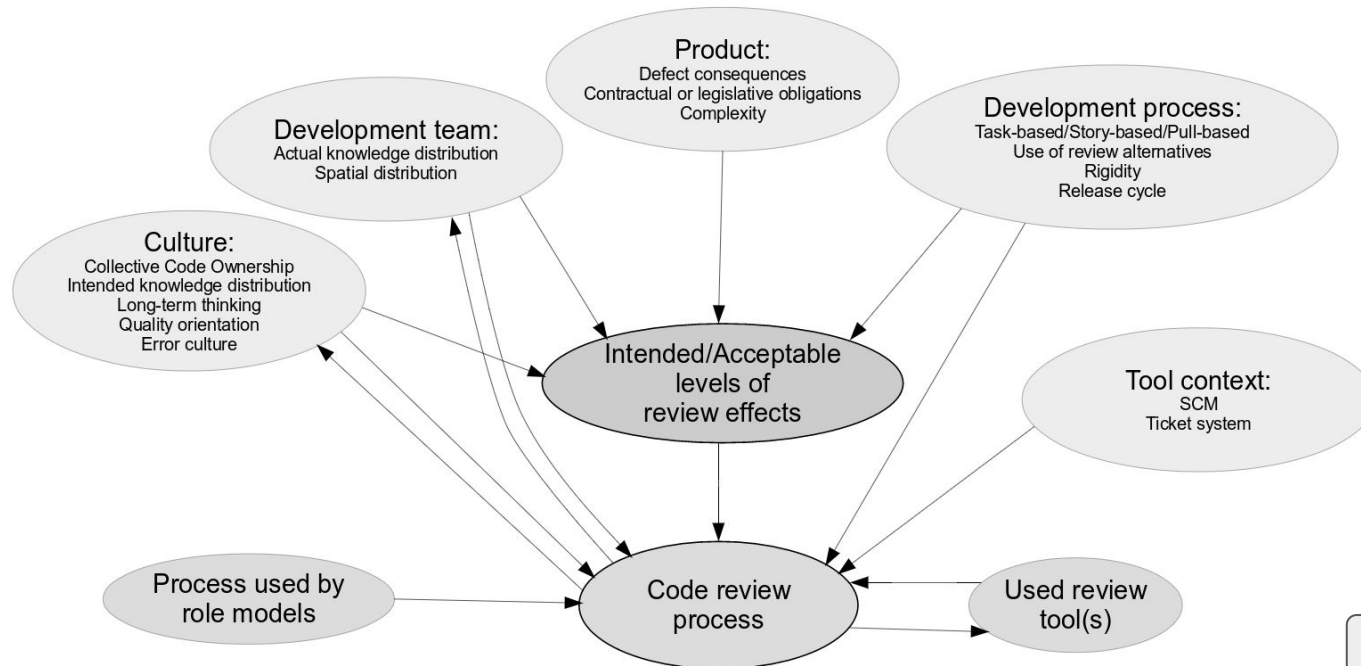 Product:
Defect consequences
Contractual or legislative obligations
Complexity
Development team:
Actual knowledge distribution
Spatial distribution
Development process:
Task-based/Story-based/Pull-based
Use of review alternatives
Rigidity
Release cycle
Culture:
Collective Code Ownership
Intended knowledge distribution
Long-term thinking
Quality orientation
Error culture
Intended/Acceptable
levels of
review effects
Tool context:
SCM
Ticket system
Process used by
role models
Code review
process
Used review
tool(s)